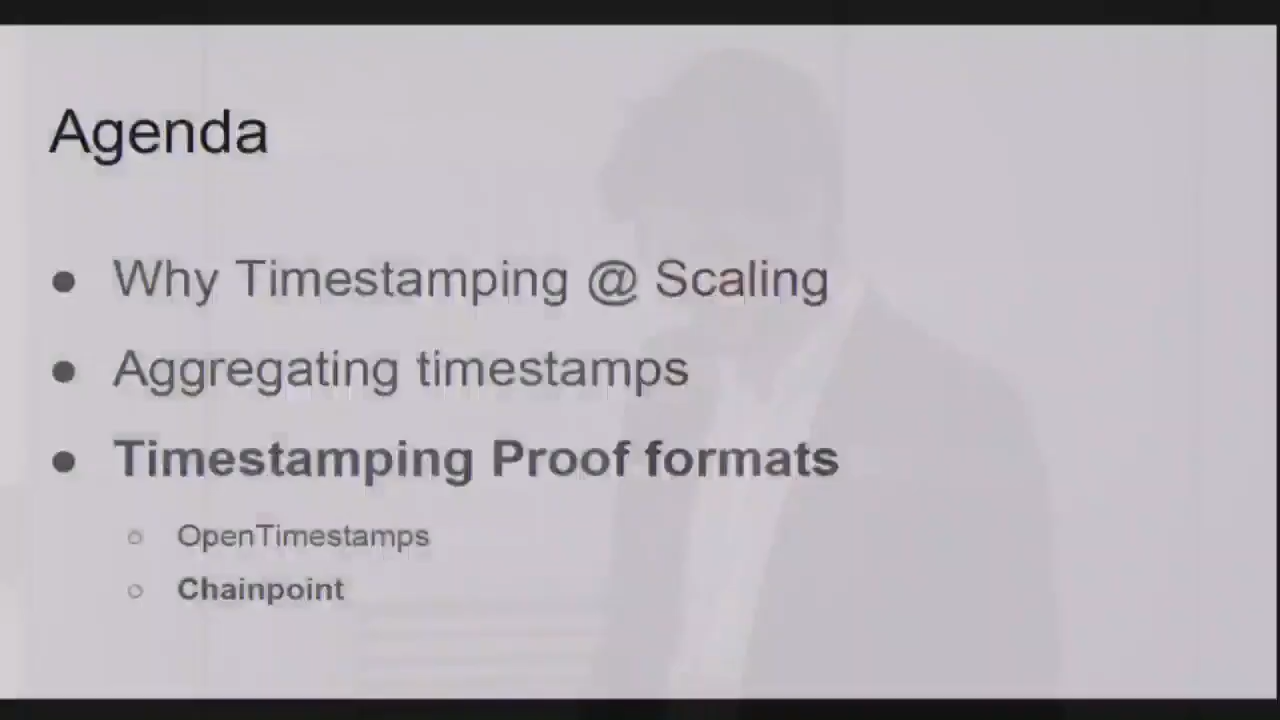 Agenda
● Why Timestamping @ Scaling
● Aggregating timestamps
● Timestamping Proof formats
○ OpenTimestamps
○ Chainpoint